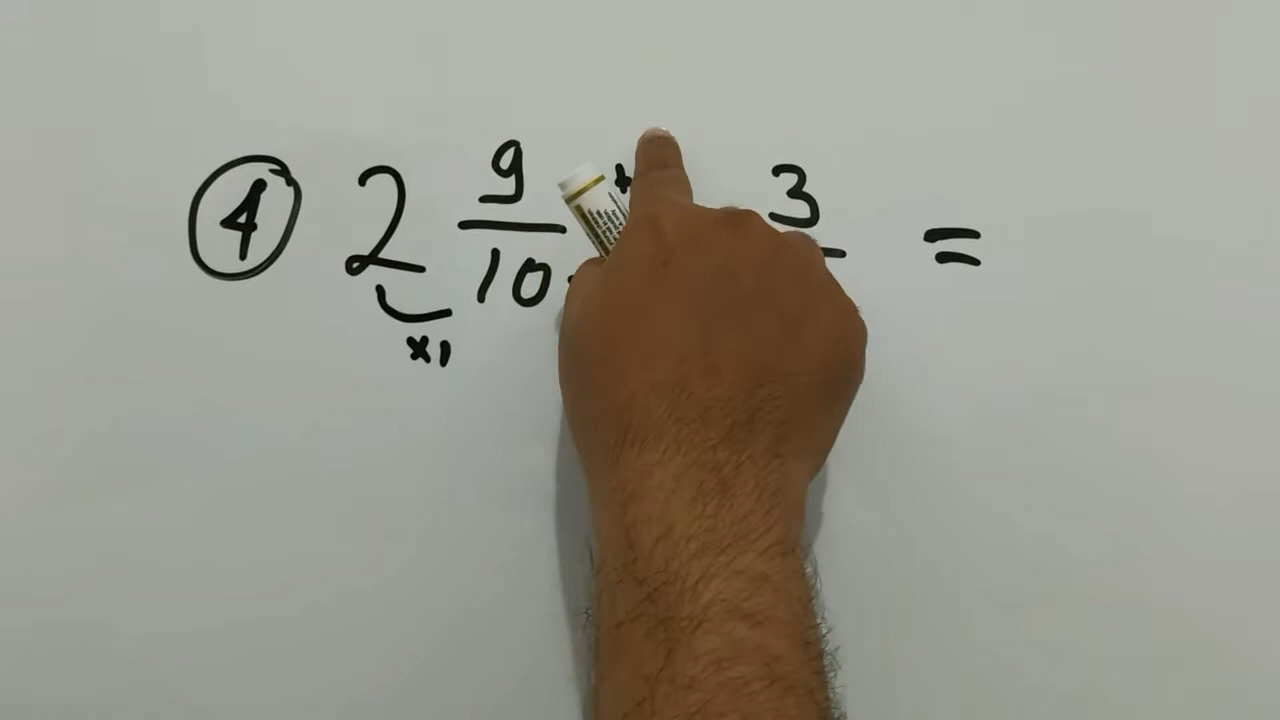 ④ 2 9/10 + 3 =
×1